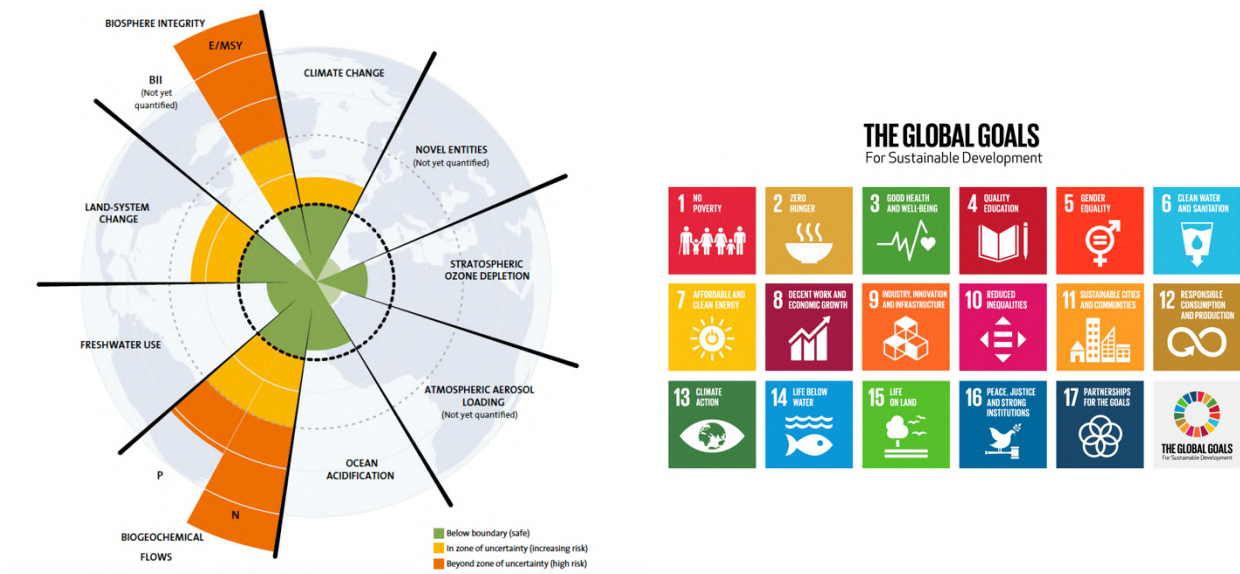 BIOSPHERE INTEGRITY
E/MSY
BII
(Not yet
quantified)
CLIMATE CHANGE
NOVEL ENTITIES
(Not yet quantified)
LAND-SYSTEM
CHANGE
STRATOSPHERIC
OZONE DEPLETION
FRESHWATER USE
ATMOSPHERIC AEROSOL
LOADING
(Not yet quantified)
OCEAN
ACIDIFICATION
P
N
BIOGEOCHEMICAL
FLOWS
Below boundary (safe)
In zone of uncertainty (increasing risk)
Beyond zone of uncertainty (high risk)
THE GLOBAL GOALS
For Sustainable Development
1 NO
POVERTY
2 ZERO
HUNGER
3 GOOD HEALTH
AND WELL-BEING
4 QUALITY
EDUCATION
5 GENDER
EQUALITY
6 CLEAN WATER
AND SANITATION
7 AFFORDABLE AND
CLEAN ENERGY
8 DECENT WORK AND
ECONOMIC GROWTH
9 INDUSTRY, INNOVATION
AND INFRASTRUCTURE
10 REDUCED
INEQUALITIES
11 SUSTAINABLE CITIES
AND COMMUNITIES
12 RESPONSIBLE
CONSUMPTION
AND PRODUCTION
13 CLIMATE
ACTION
14 LIFE BELOW
WATER
15 LIFE
ON LAND
16 PEACE, JUSTICE
AND STRONG
INSTITUTIONS
17 PARTNERSHIPS
FOR THE GOALS
THE GLOBAL GOALS
For Sustainable Development